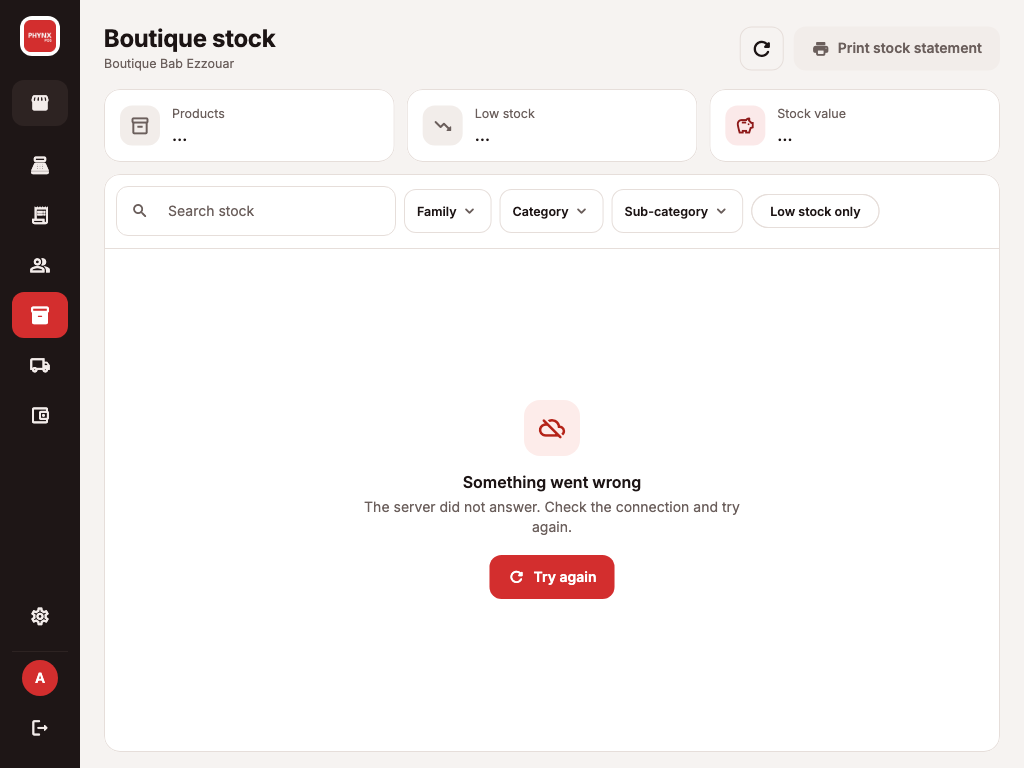 PHYNX
POS
Boutique stock
Boutique Bab Ezzouar
Print stock statement
Products
...
Low stock
...
Stock value
...
Search stock
Family
Category
Sub-category
Low stock only
Something went wrong
The server did not answer. Check the connection and try
again.
Try again
A